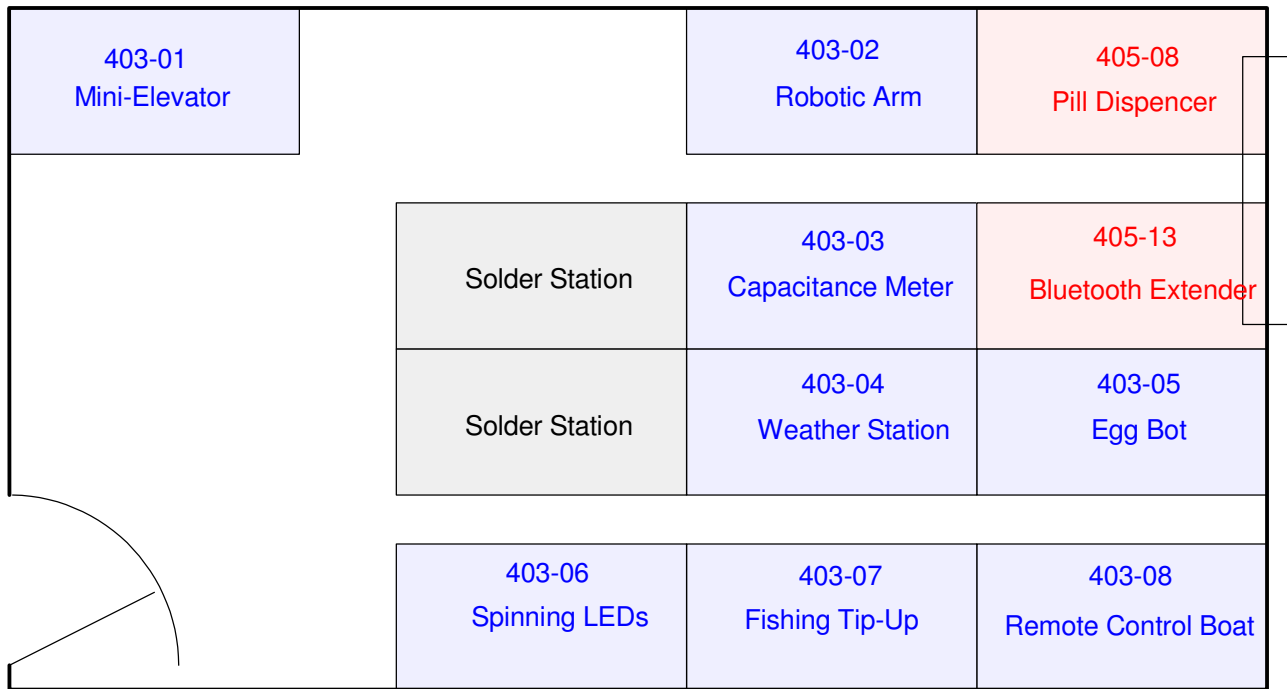 403-01
Mini-Elevator
403-02
Robotic Arm
405-08
Pill Dispencer
Solder Station
403-03
Capacitance Meter
405-13
Bluetooth Extender
Solder Station
403-04
Weather Station
403-05
Egg Bot
403-06
Spinning LEDs
403-07
Fishing Tip-Up
403-08
Remote Control Boat